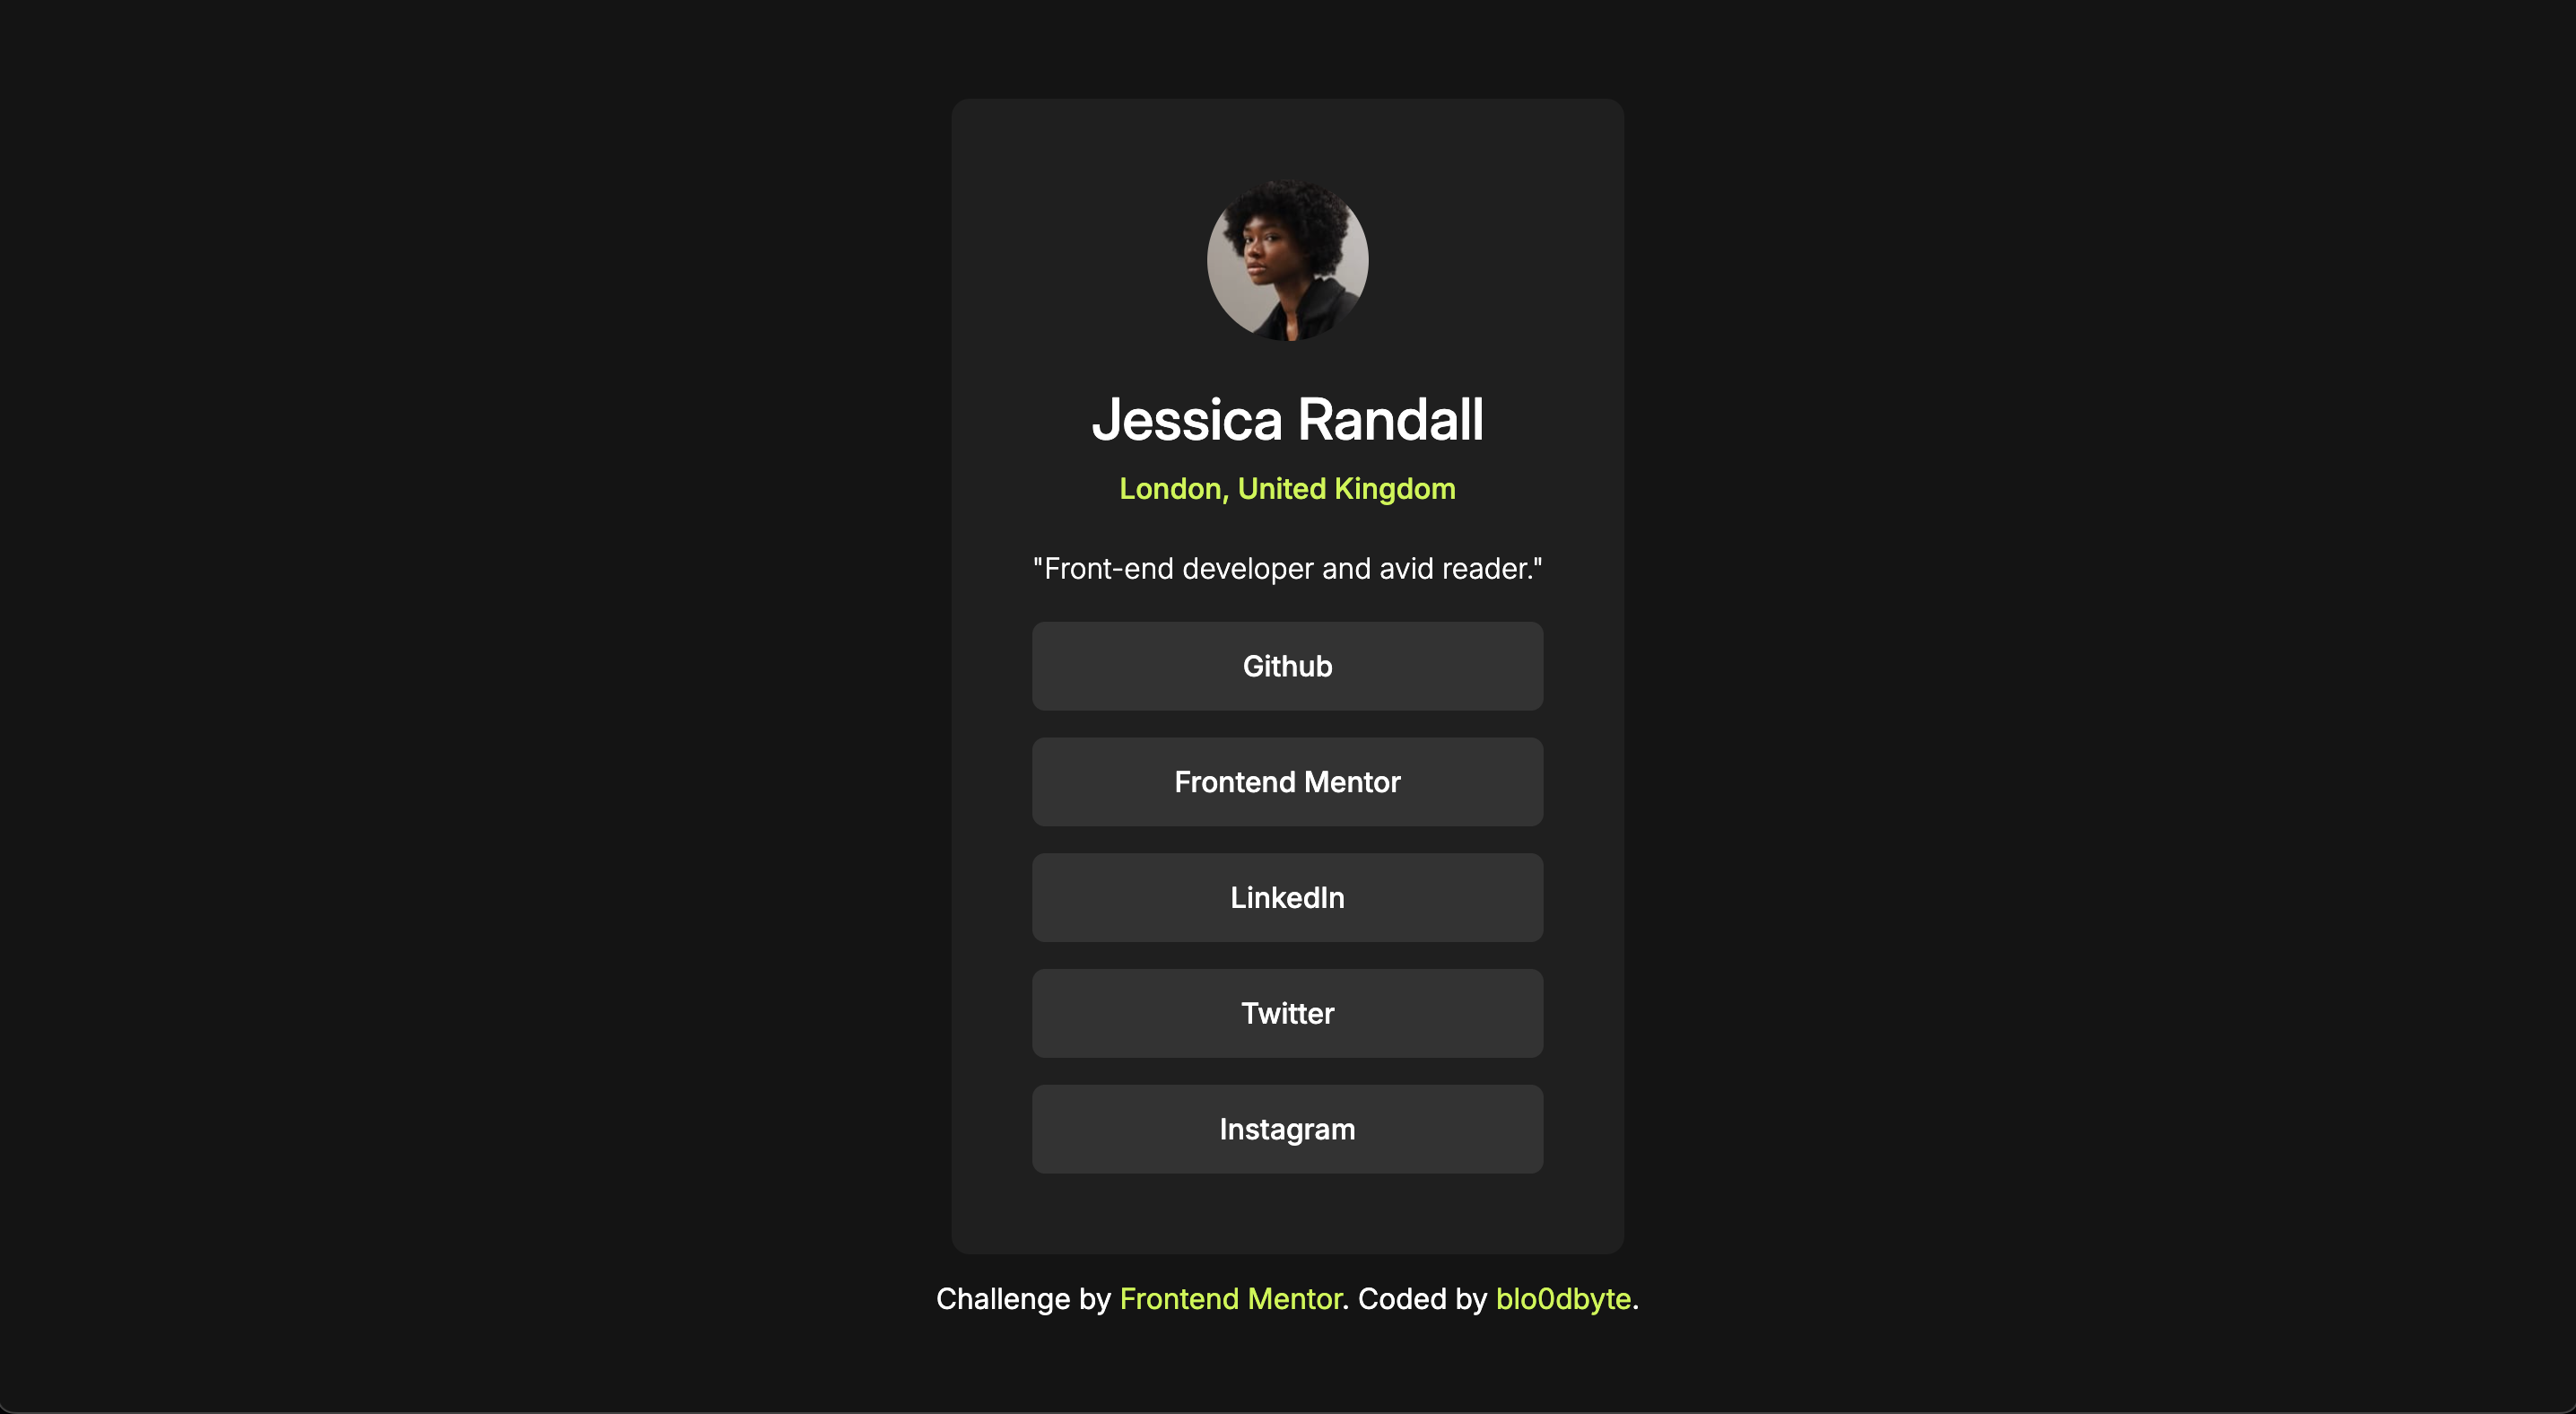 Jessica Randall
London, United Kingdom
"Front-end developer and avid reader."
Github
Frontend Mentor
LinkedIn
Twitter
Instagram
Challenge by Frontend Mentor. Coded by blo0dbyte.